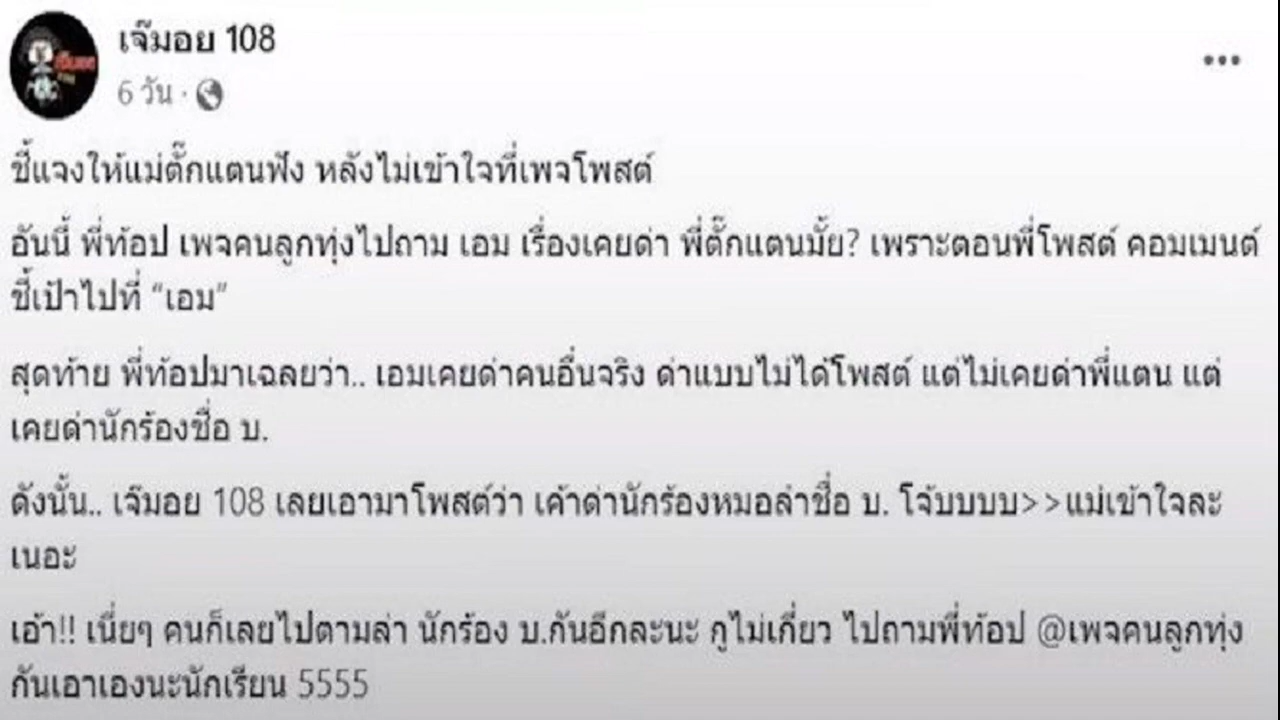 เจ๊มอย 108
6 วัน ·
ชี้แจงให้แม่ตั๊กแตนฟัง หลังไม่เข้าใจที่เพจโพสต์
อันนี้ พี่ท้อป เพจคนลูกทุ่งไปถาม เอม เรื่องเคยด่า พี่ตั๊กแตนมั้ย? เพราะตอนพี่โพสต์ คอมเมนต์
ชี้เป้าไปที่ “เอม”
สุดท้าย พี่ท้อปมาเฉลยว่า.. เอมเคยด่าคนอื่นจริง ด่าแบบไม่ได้โพสต์ แต่ไม่เคยด่าพี่แตน แต่
เคยด่านักร้องชื่อ บ.
ดังนั้น.. เจ๊มอย 108 เลยเอามาโพสต์ว่า เค้าด่านักร้องหมอลำชื่อ บ. โจ้บบบบ>>แม่เข้าใจละ
เนอะ
เอ้า!! เนี่ยๆ คนก็เลยไปตามล่า นักร้อง บ.กันอีกละนะ กูไม่เกี่ยว ไปถามพี่ท้อป @เพจคนลูกทุ่ง
กันเอาเองนะนักเรียน 5555